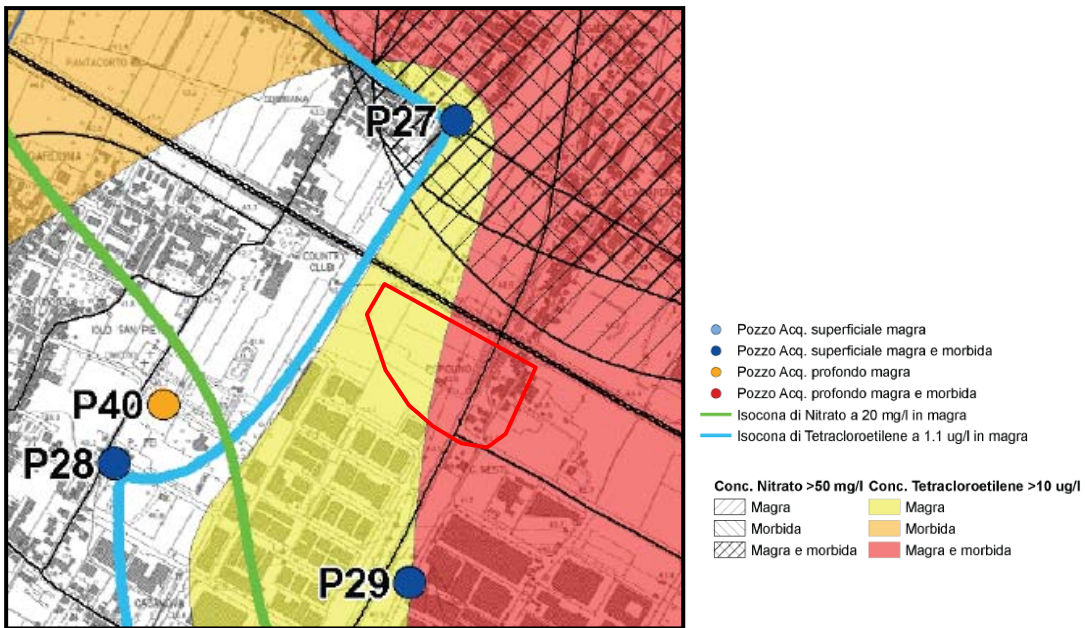 PANTACORTO
P27
COUNTRY
CLUB
P40
P28
P29
CASANOVA
Pozzo Acq. superficiale magra
Pozzo Acq. superficiale magra e morbida
Pozzo Acq. profondo magra
Pozzo Acq. profondo magra e morbida
Isocona di Nitrato a 20 mg/l in magra
Isocona di Tetracloroetilene a 1.1 ug/l in magra
Conc. Nitrato >50 mg/l Conc. Tetracloroetilene >10 ug/l
Magra Magra
Morbida Morbida
Magra e morbida Magra e morbida